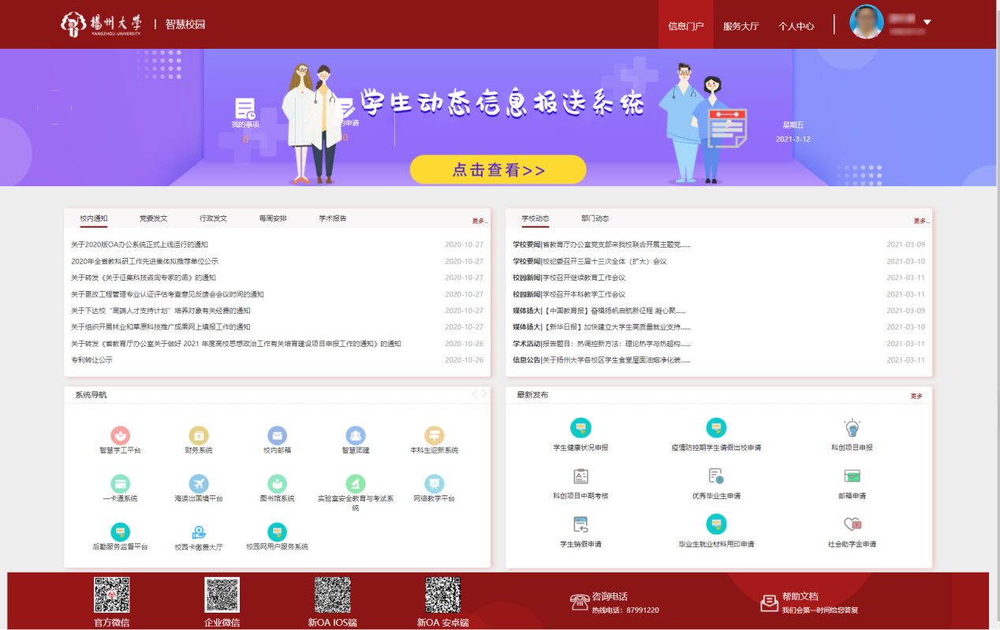 揚州大学
YANGZHOU UNIVERSITY
智慧校园
信息门户
服务大厅
个人中心
学生动态信息报送系统
我的事项
0
的申请
0
星期五
2021-3-12
点击查看>>
校内通知 党委发文 行政发文 每周安排 学术报告 更多...
关于2020版OA办公系统正式上线运行的通知 2020-10-27
2020年全省教科研工作先进集体拟推荐单位公示 2020-10-27
关于转发《关于征集科技咨询专家的函》的通知 2020-10-27
关于更改工程管理专业认证评估考查意见反馈会会议时间的通知 2020-10-27
关于下达校“高端人才支持计划”培养对象有关经费的通知 2020-10-27
关于组织开展林业和草原科技推广成果网上填报工作的通知 2020-10-27
关于转发《省教育厅办公室关于做好 2021 年度高校思想政治工作有关培育建设项目申报工作的通知》的通知 2020-10-26
专利转让公示 2020-10-26
学校动态 部门动态 更多...
学校要闻|省教育厅办公室党支部来我校联合开展主题党...... 2021-03-09
学校要闻|校纪委召开三届十三次全体（扩大）会议 2021-03-10
校园新闻|学校召开继续教育工作会议 2021-03-11
校园新闻|学校召开本科教学工作会议 2021-03-11
媒体扬大|【中国教育报】奋楫扬帆启航新征程 凝心聚...... 2021-03-09
媒体扬大|【新华日报】加快建立大学生高质量就业支持...... 2021-03-10
学术活动|报告题目：热调控新方法：理论热学与热超构...... 2021-03-11
信息公告|关于扬州大学各校区学生食堂屋面油烟净化装...... 2021-03-11
系统导航
智慧学工平台 财务系统 校内邮箱 智慧团建 本科生迎新系统
一卡通系统 海读出国境平台 图书馆系统 实验室安全教育与考试系统 网络教学平台
后勤服务监督平台 校园卡缴费大厅 校园网用户服务系统
最新发布 更多
学生健康状况申报 疫情防控期学生请假出校申请 科创项目申报
科创项目中期考核 优秀毕业生申请 邮箱申请
学生销假申请 毕业生就业材料用印申请 社会助学金申请
官方微信
企业微信
新OA IOS端
新OA 安卓端
咨询电话
热线电话：87991220
帮助文档
我们会第一时间给您答复